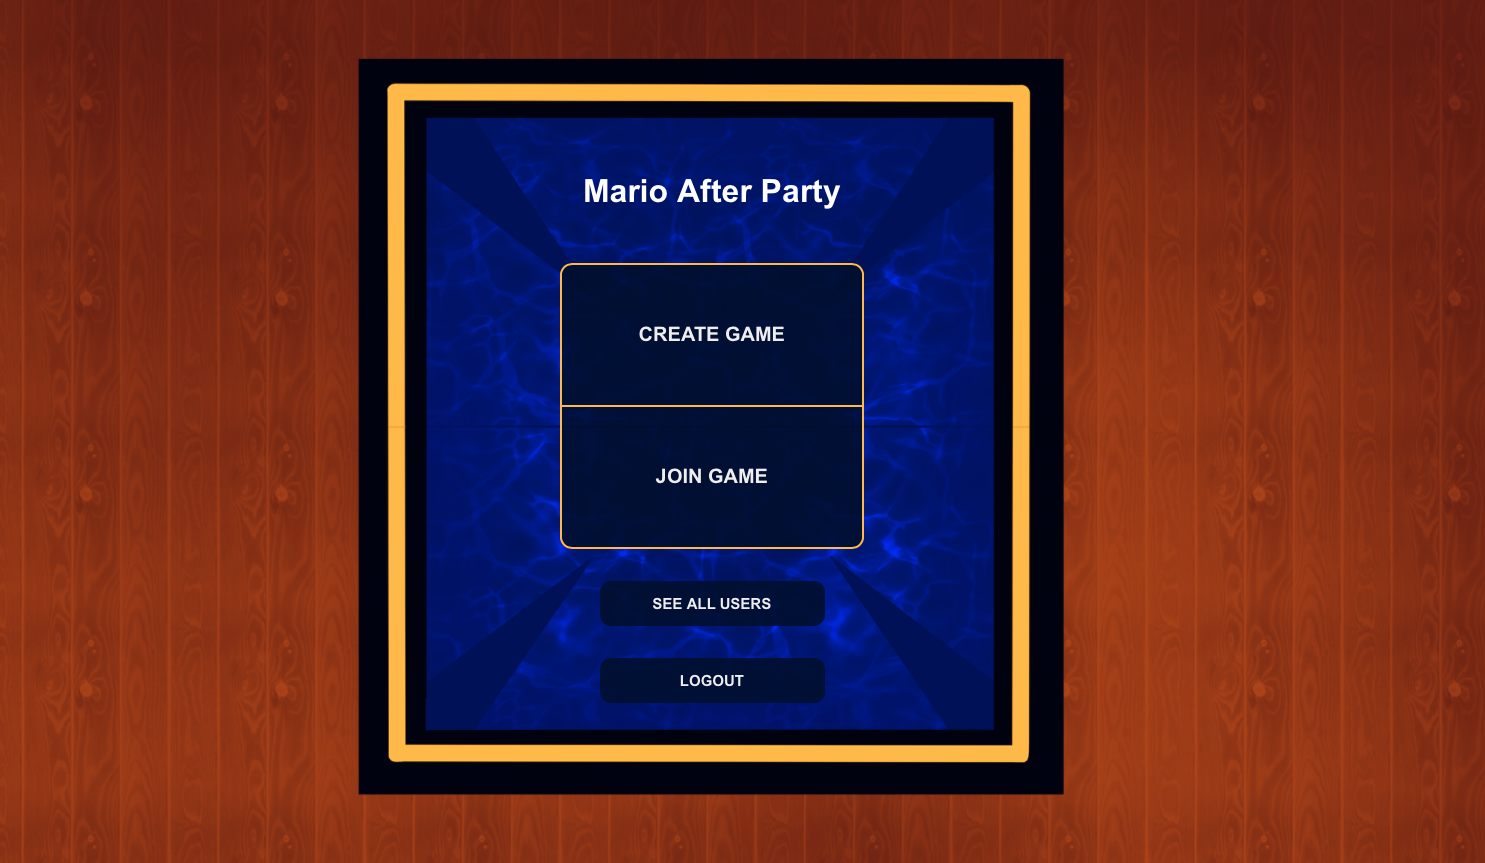 Mario After Party
CREATE GAME
JOIN GAME
SEE ALL USERS
LOGOUT